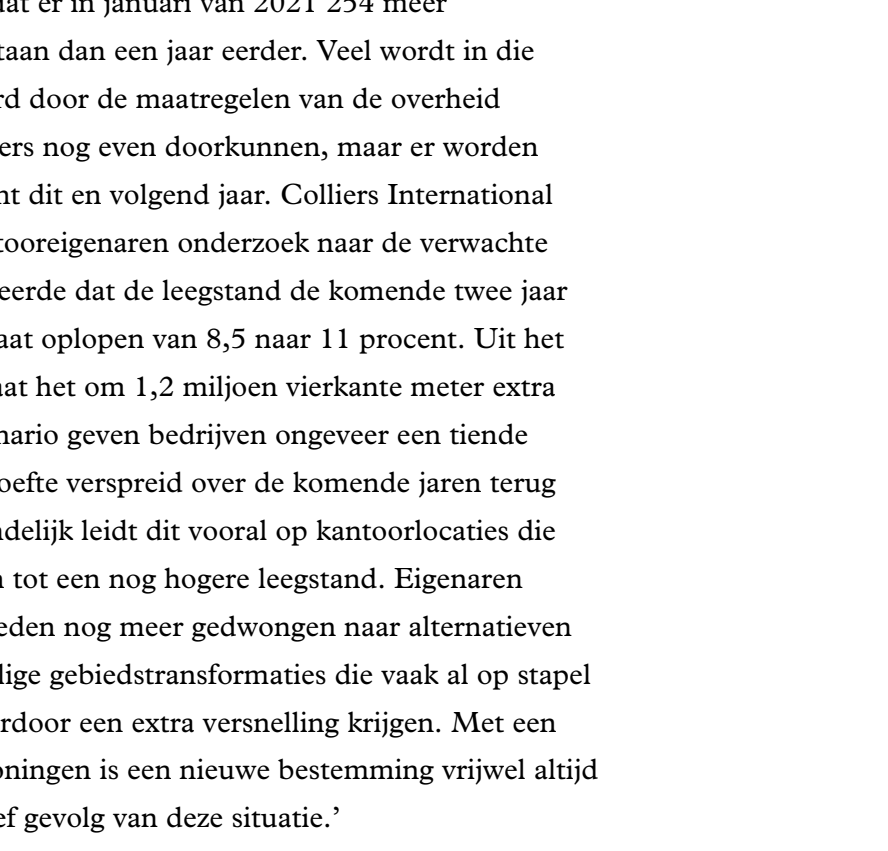 dat er in januari van 2021 254 meer
taan dan een jaar eerder. Veel wordt in die
rd door de maatregelen van de overheid
ers nog even doorkunnen, maar er worden
ht dit en volgend jaar. Colliers International
tooreigenaren onderzoek naar de verwachte
eerde dat de leegstand de komende twee jaar
aat oplopen van 8,5 naar 11 procent. Uit het
aat het om 1,2 miljoen vierkante meter extra
nario geven bedrijven ongeveer een tiende
oefte verspreid over de komende jaren terug
ndelijk leidt dit vooral op kantoorlocaties die
n tot een nog hogere leegstand. Eigenaren
eden nog meer gedwongen naar alternatieven
lige gebiedstransformaties die vaak al op stapel
rdoor een extra versnelling krijgen. Met een
oningen is een nieuwe bestemming vrijwel altijd
ef gevolg van deze situatie.’